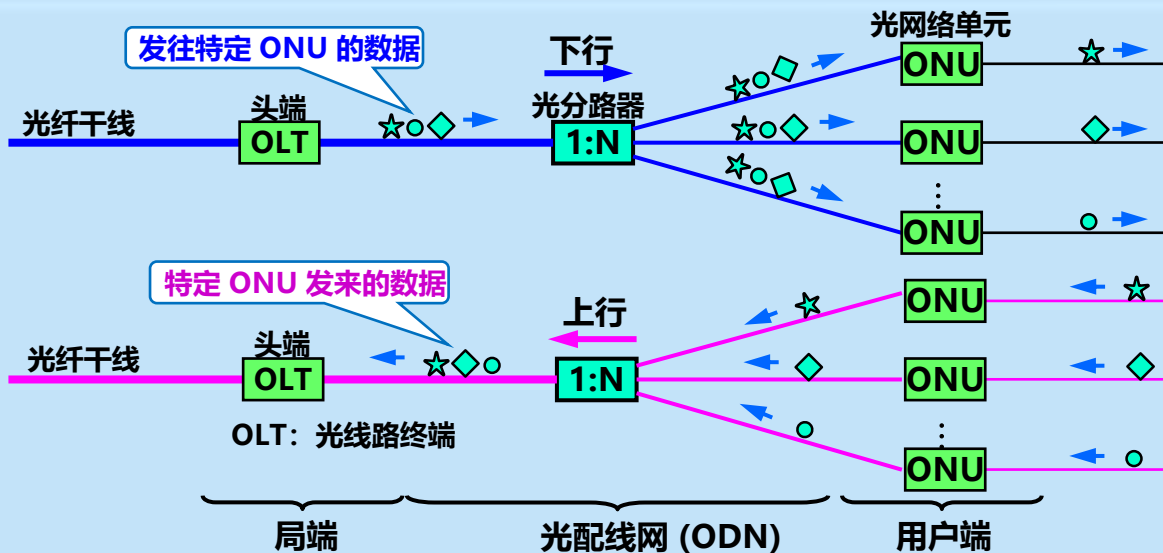 光网络单元
发往特定 ONU 的数据
下行
ONU
头端
光分路器
光纤干线
OLT
1:N
ONU
ONU
特定 ONU 发来的数据
上行
ONU
头端
光纤干线
OLT
1:N
ONU
OLT：光线路终端
ONU
局端
光配线网 (ODN)
用户端